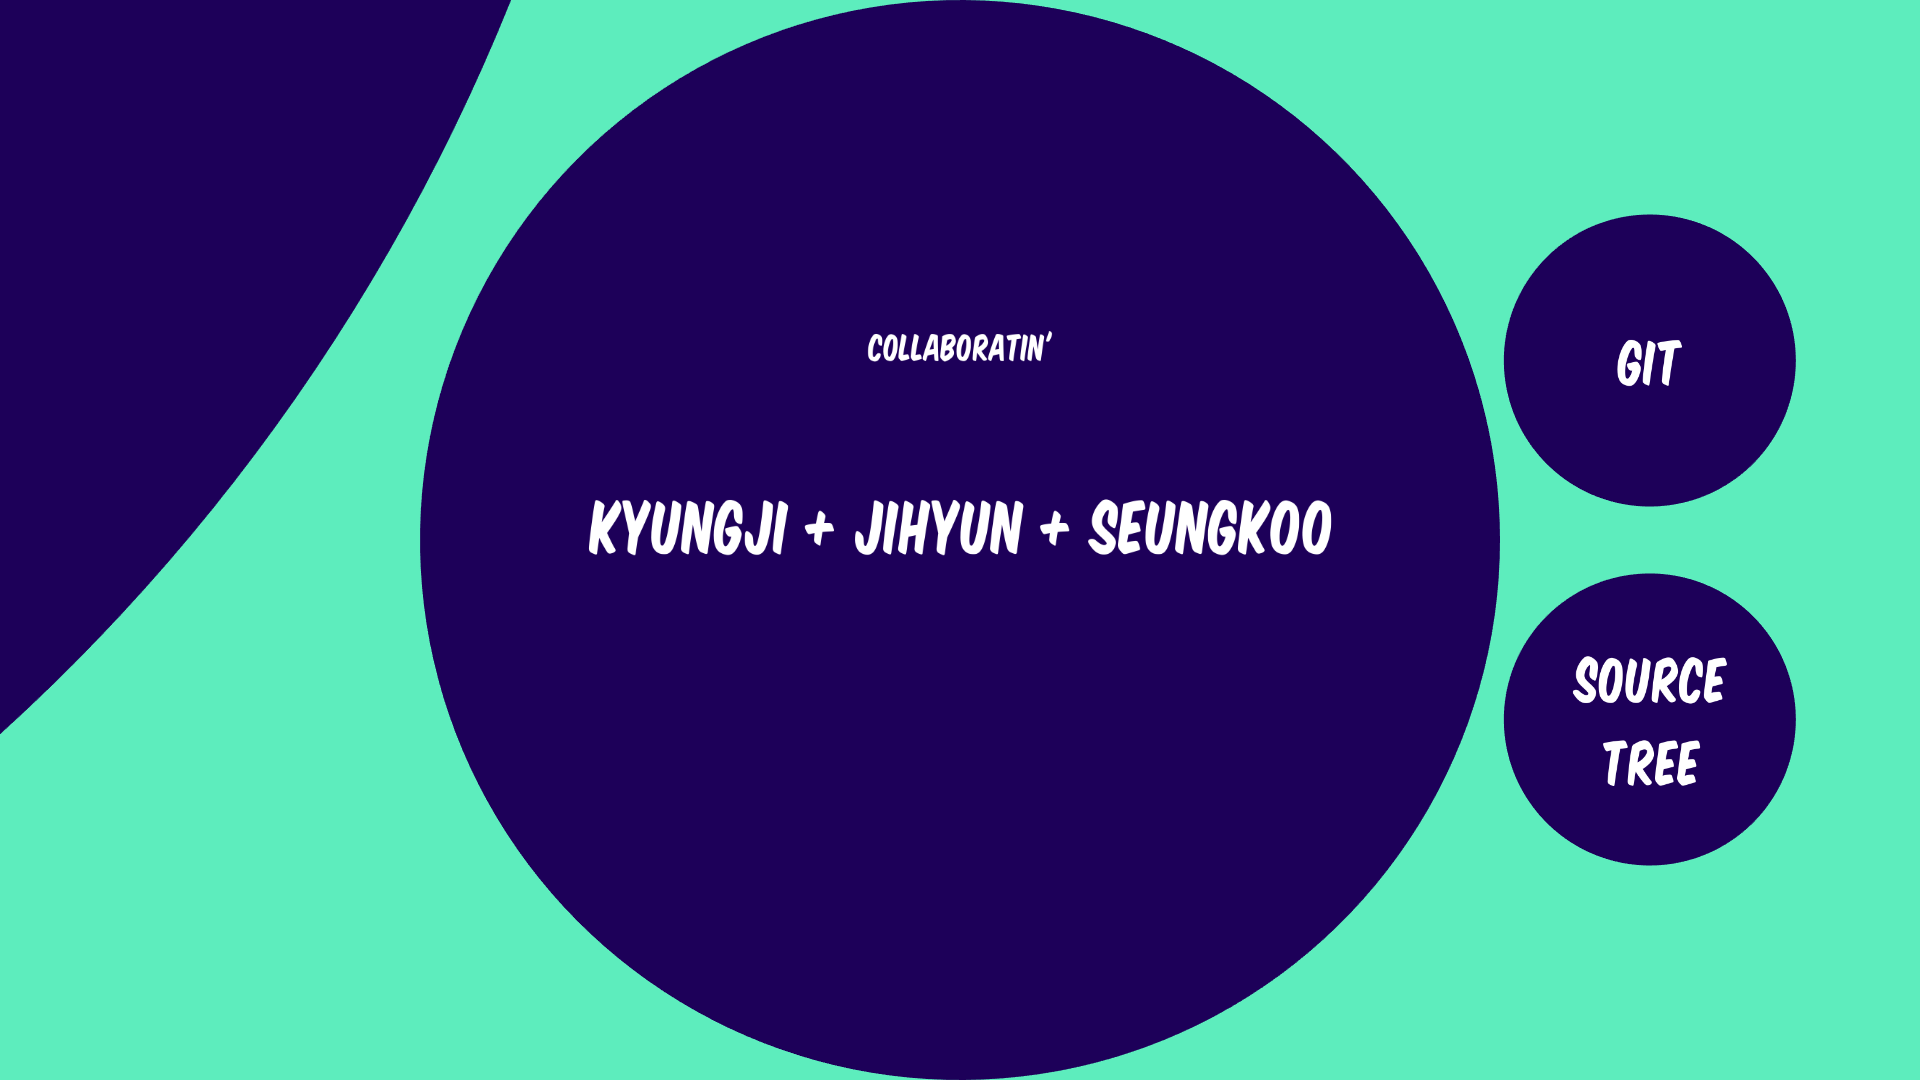 COLLABORATIN'
KYUNGJI + JIHYUN + SEUNGKOO
GIT
SOURCE
TREE